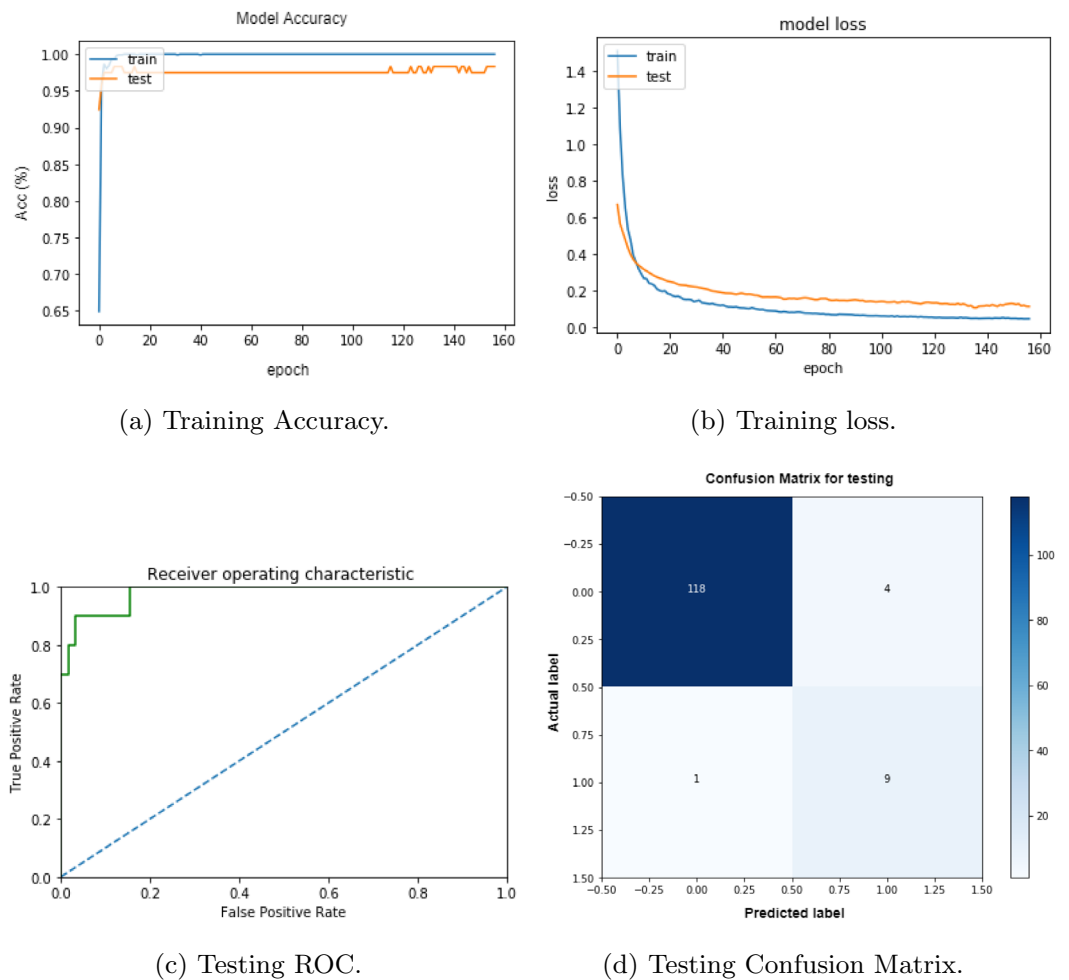 Model Accuracy
1.00
0.95
0.90
0.85
0.80
0.75
0.70
0.65
Acc (%)
train
test
0 20 40 60 80 100 120 140 160
epoch
(a) Training Accuracy.
model loss
1.4
1.2
1.0
0.8
0.6
0.4
0.2
0.0
loss
train
test
0 20 40 60 80 100 120 140 160
epoch
(b) Training loss.
Receiver operating characteristic
1.0
0.8
0.6
0.4
0.2
0.0
True Positive Rate
0.0 0.2 0.4 0.6 0.8 1.0
False Positive Rate
(c) Testing ROC.
Confusion Matrix for testing
−0.50
−0.25
0.00
0.25
0.50
0.75
1.00
1.25
1.50
Actual label
118 4
1 9
−0.50 −0.25 0.00 0.25 0.50 0.75 1.00 1.25 1.50
Predicted label
100
80
60
40
20
(d) Testing Confusion Matrix.